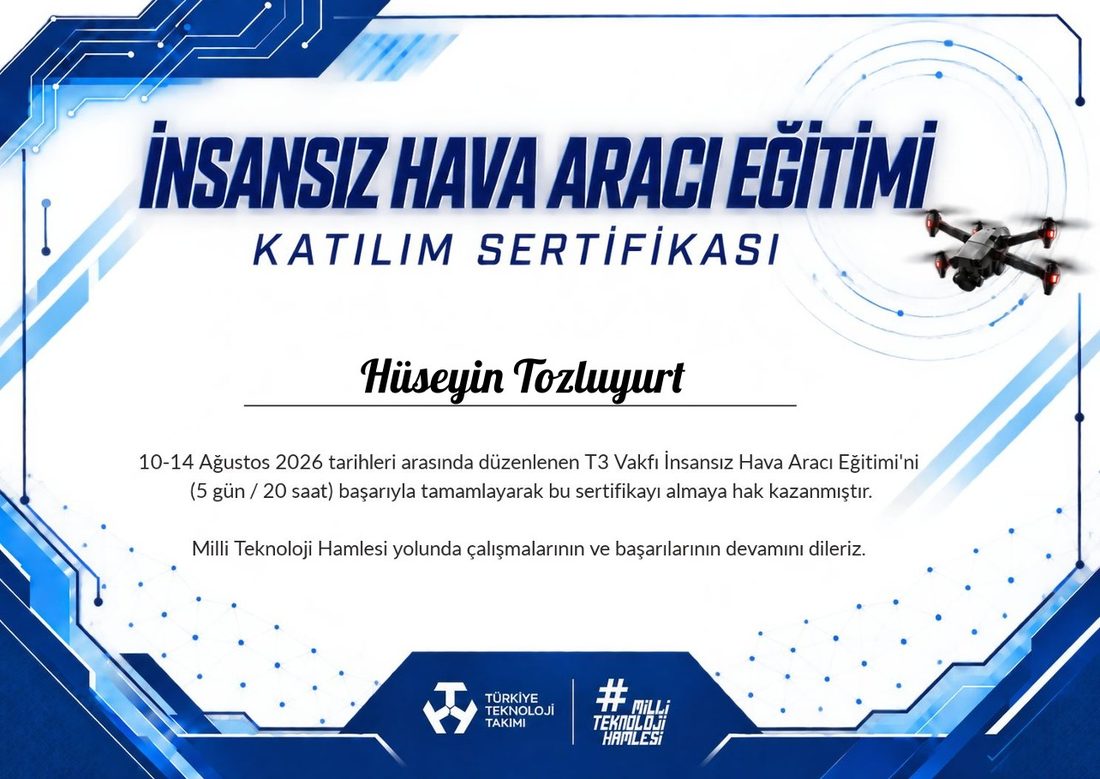 İNSANSIZ HAVA ARACI EĞİTİMİ
KATILIM SERTİFİKASI
Hüseyin Tozluyurt
10-14 Ağustos 2026 tarihleri arasında düzenlenen T3 Vakfı İnsansız Hava Aracı Eğitimi'ni
(5 gün / 20 saat) başarıyla tamamlayarak bu sertifikayı almaya hak kazanmıştır.
Milli Teknoloji Hamlesi yolunda çalışmalarının ve başarılarının devamını dileriz.
TÜRKİYE
TEKNOLOJİ
TAKIMI
#MİLLİ
TEKNOLOJİ
HAMLESİ